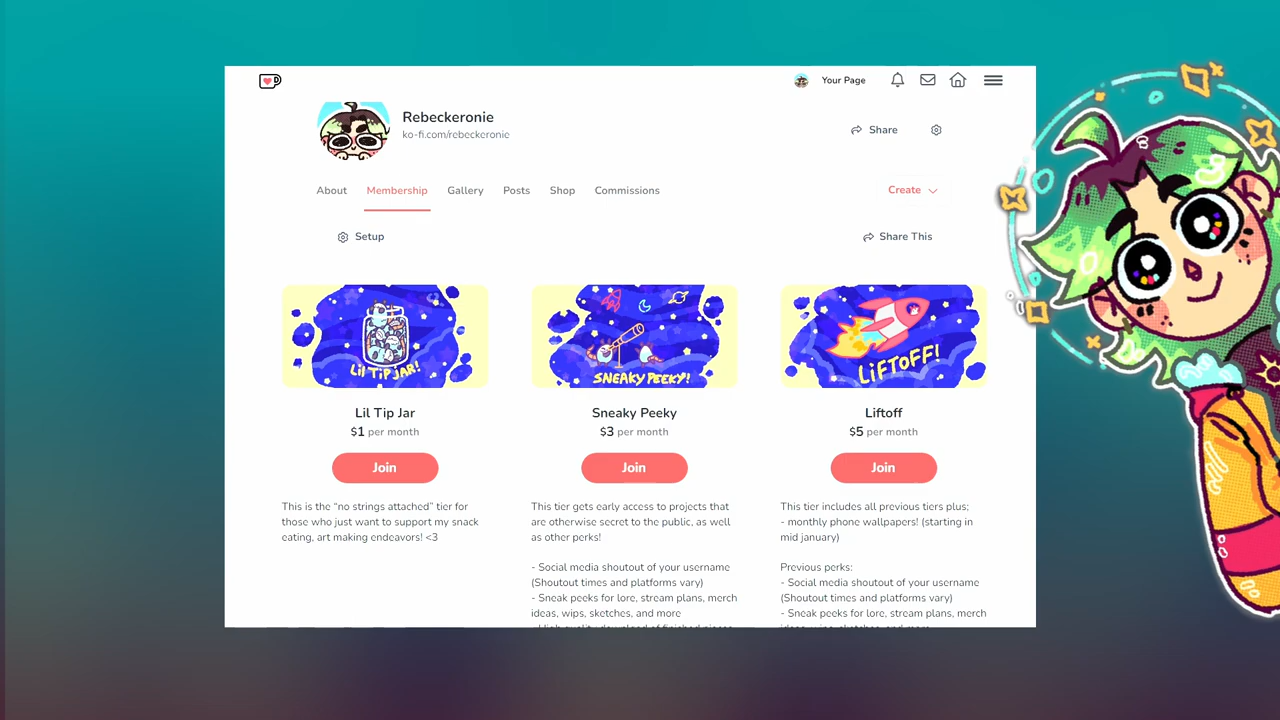 Your Page
Rebeckeronie
ko-fi.com/rebeckeronie
Share
About Membership Gallery Posts Shop Commissions
Create
Setup
Share This
LiL TiP JAR!
SNEAKY PEEKY!
LiFTOFF!
Lil Tip Jar
$1 per month
Join
This is the “no strings attached” tier for
those who just want to support my snack
eating, art making endeavors! <3
Sneaky Peeky
$3 per month
Join
This tier gets early access to projects that
are otherwise secret to the public, as well
as other perks!
- Social media shoutout of your username
(Shoutout times and platforms vary)
- Sneak peeks for lore, stream plans, merch
ideas, wips, sketches, and more
Liftoff
$5 per month
Join
This tier includes all previous tiers plus;
- monthly phone wallpapers! (starting in
mid january)
Previous perks:
- Social media shoutout of your username
(Shoutout times and platforms vary)
- Sneak peeks for lore, stream plans, merch